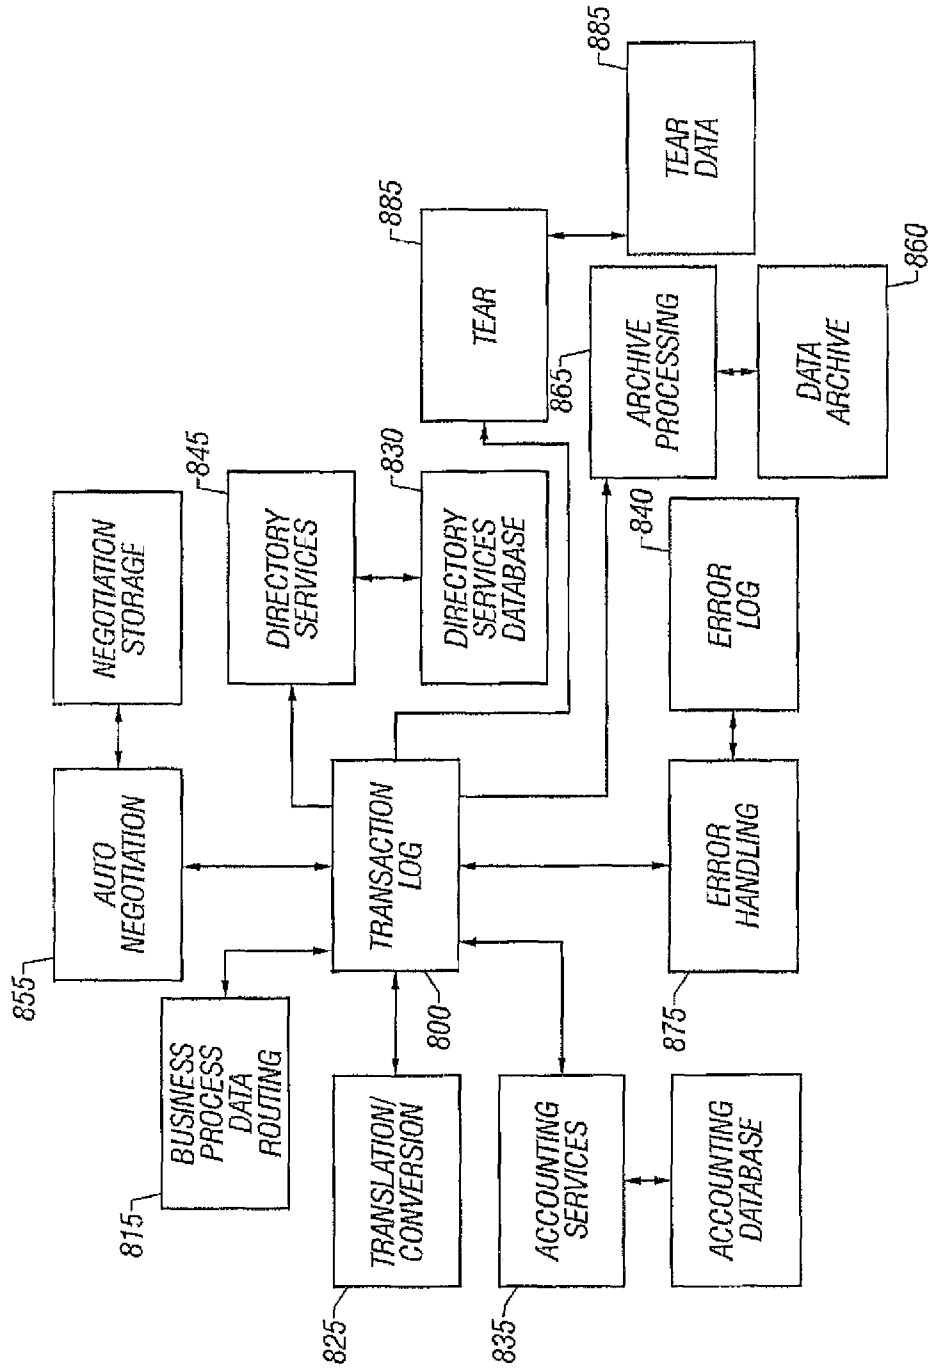 855
AUTO
NEGOTIATION
NEGOTIATION
STORAGE
815
BUSINESS
PROCESS
DATA
ROUTING
845
DIRECTORY
SERVICES
825
TRANSLATION/
CONVERSION
800
TRANSACTION
LOG
830
DIRECTORY
SERVICES
DATABASE
885
TEAR
835
ACCOUNTING
SERVICES
865
ARCHIVE
PROCESSING
885
TEAR
DATA
ACCOUNTING
DATABASE
875
ERROR
HANDLING
840
ERROR
LOG
860
DATA
ARCHIVE